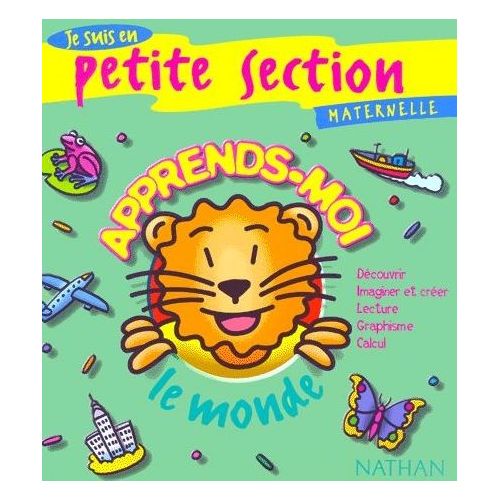 Je suis en
petite section
MATERNELLE
APPRENDS-MOI
le monde
Découvrir
Imaginer et créer
Lecture
Graphisme
Calcul
NATHAN